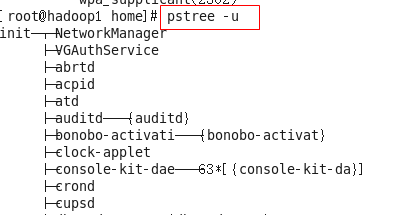 wpa_supplicant(2302)
[root@hadoop1 home]# pstree -u
init─┬─NetworkManager
├─VGAuthService
├─abrtd
├─acpid
├─atd
├─auditd───{auditd}
├─bonobo-activati───{bonobo-activat}
├─clock-applet
├─console-kit-dae───63*[{console-kit-da}]
├─crond
├─cupsd